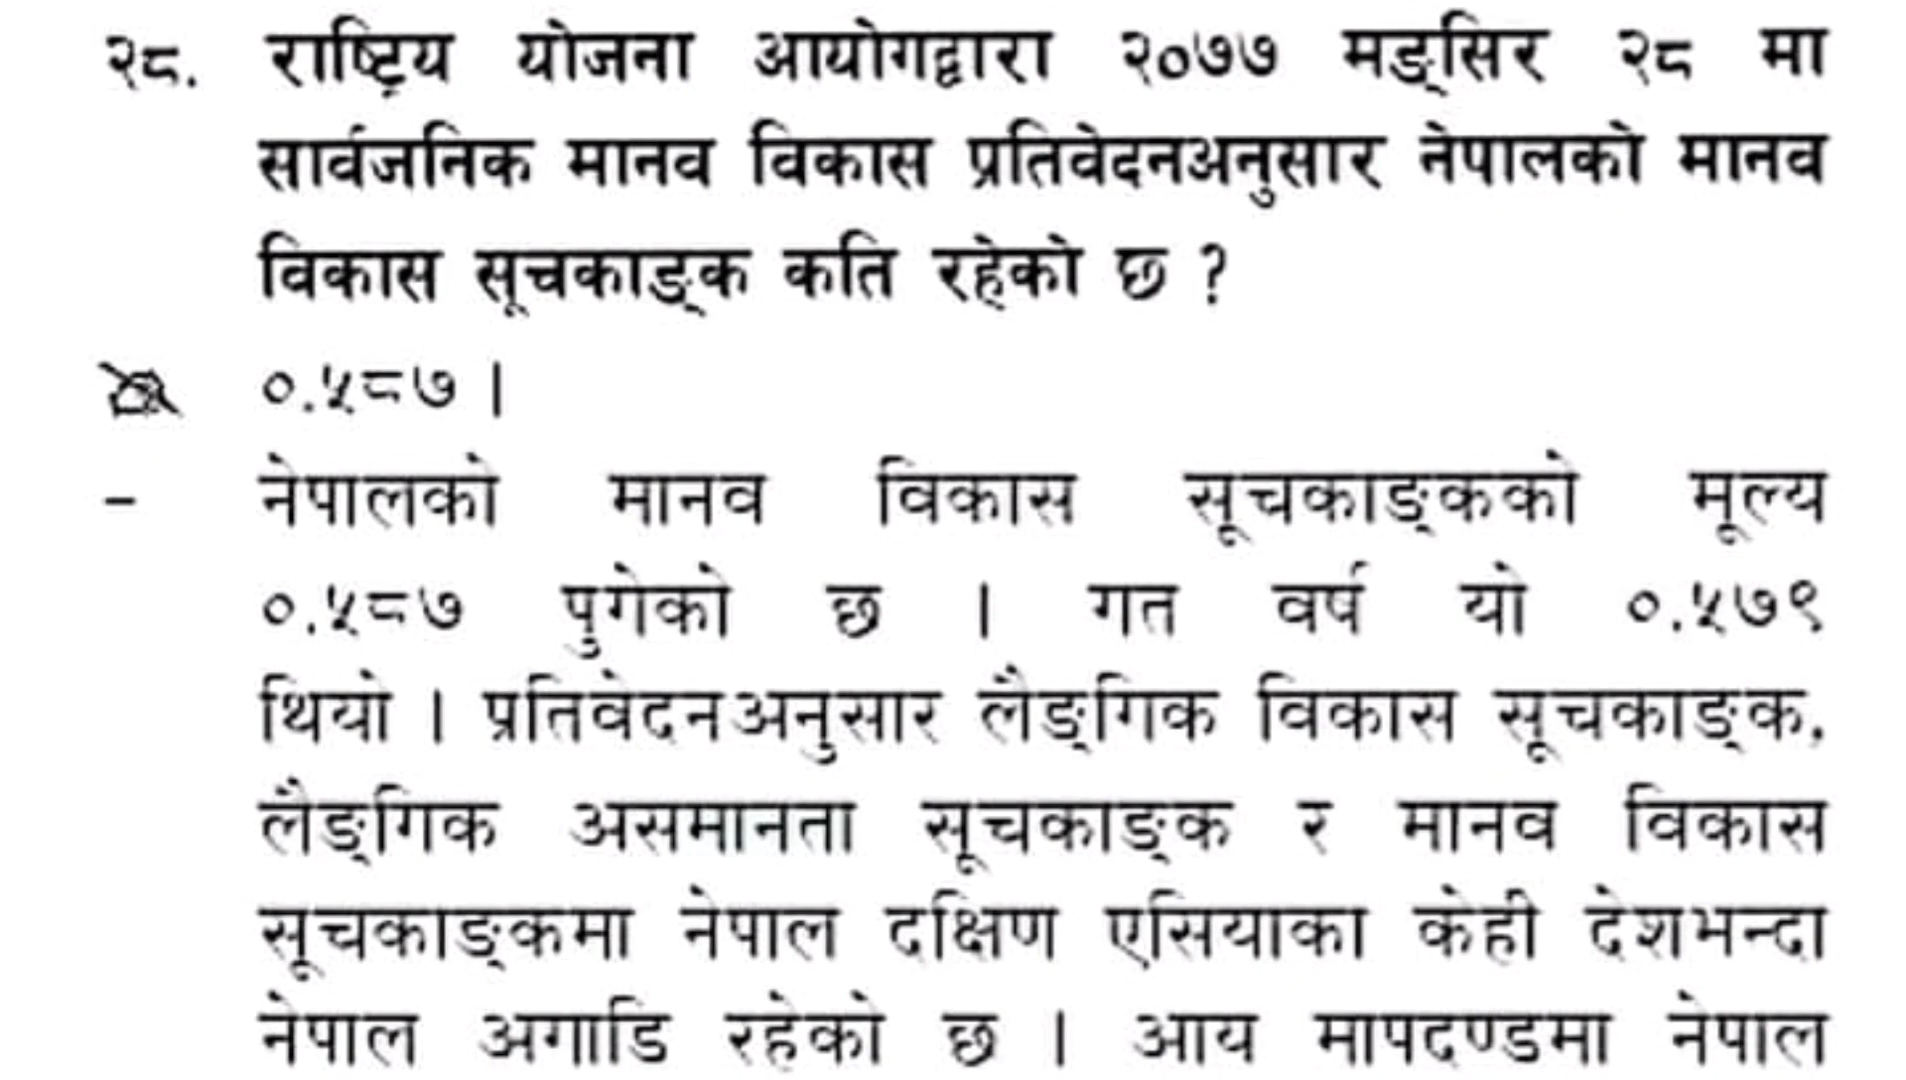 २८. राष्ट्रिय योजना आयोगद्वारा २०७७ मङ्सिर २८ मा
सार्वजनिक मानव विकास प्रतिवेदनअनुसार नेपालको मानव
विकास सूचकाङ्क कति रहेको छ ?
०.५८७ |
– नेपालको मानव विकास सूचकाङ्कको मूल्य
०.५८७ पुगेको छ । गत वर्ष यो ०.५७९
थियो । प्रतिवेदनअनुसार लैङ्गिक विकास सूचकाङ्क,
लैङ्गिक असमानता सूचकाङ्क र मानव विकास
सूचकाङ्कमा नेपाल दक्षिण एसियाका केही देशभन्दा
नेपाल अगाडि रहेको छ । आय मापदण्डमा नेपाल